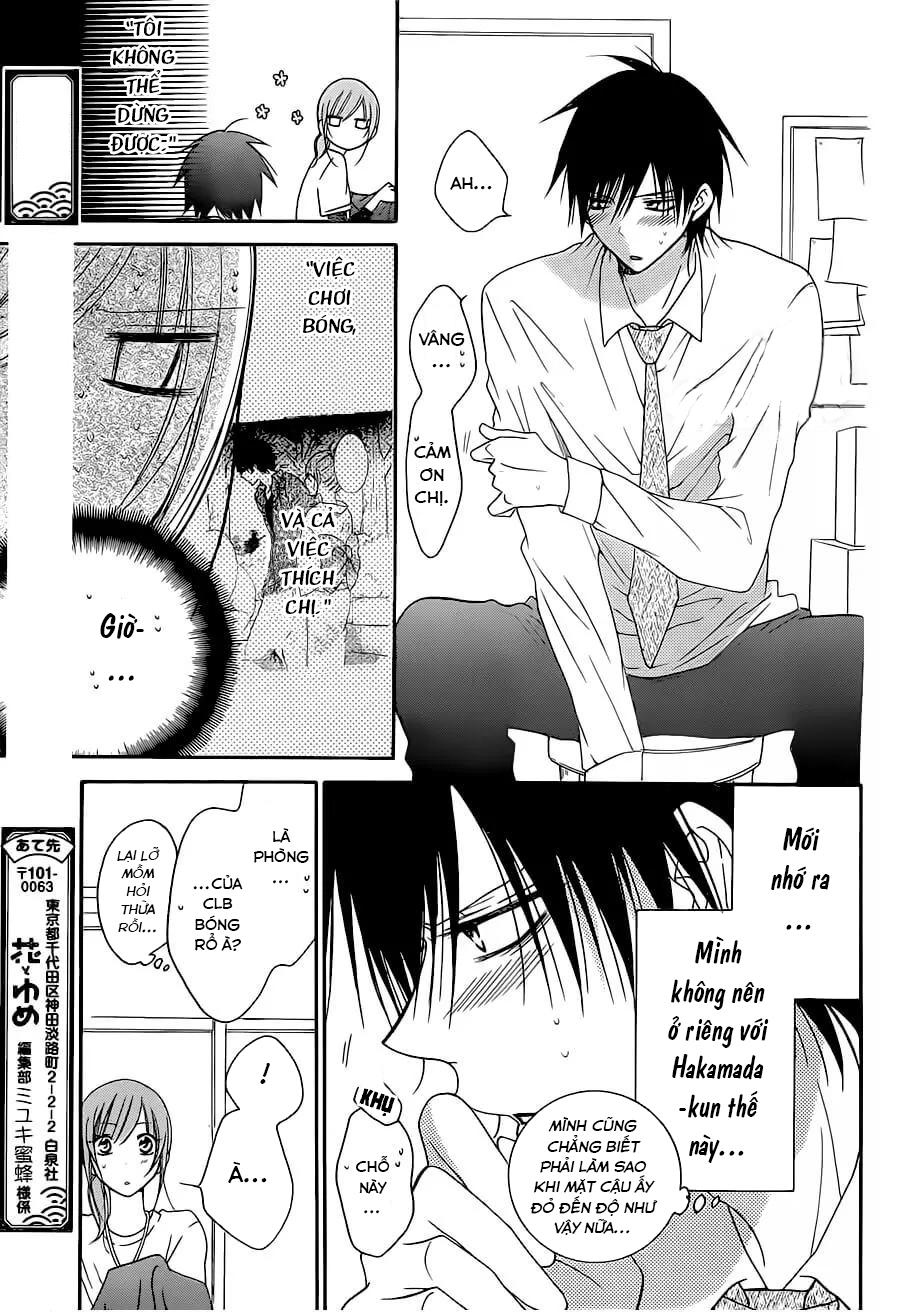 AH...
VÂNG
...
CẢM
ƠN
CHỊ.
"TÔI
KHÔNG
THỂ
DỪNG
ĐƯỢC-"
"VIỆC
CHƠI
BÓNG,
VÀ CẢ
VIỆC
THÍCH
CHỊ."
Giờ-
...
Mới
nhớ ra
...
Mình
không nên
ở riêng với
Hakamada
-kun thế
này...
MÌNH CŨNG
CHẲNG BIẾT
PHẢI LÀM SAO
KHI MẶT CẬU ẤY
ĐỎ ĐẾN ĐỘ NHƯ
VẬY NỮA...
KHỤ
CHỖ
NÀY
...
LÀ
PHÒNG...
...CỦA
CLB
BÓNG
RỔ À?
LẠI LỠ
MỒM
HỎI
THỪA
RỒI...
!
À...
あて先
〒101-
0063
東京都千代田区神田淡路町2-2-2 白泉社
花とゆめ 編集部 ミユキ蜜蜂 様係